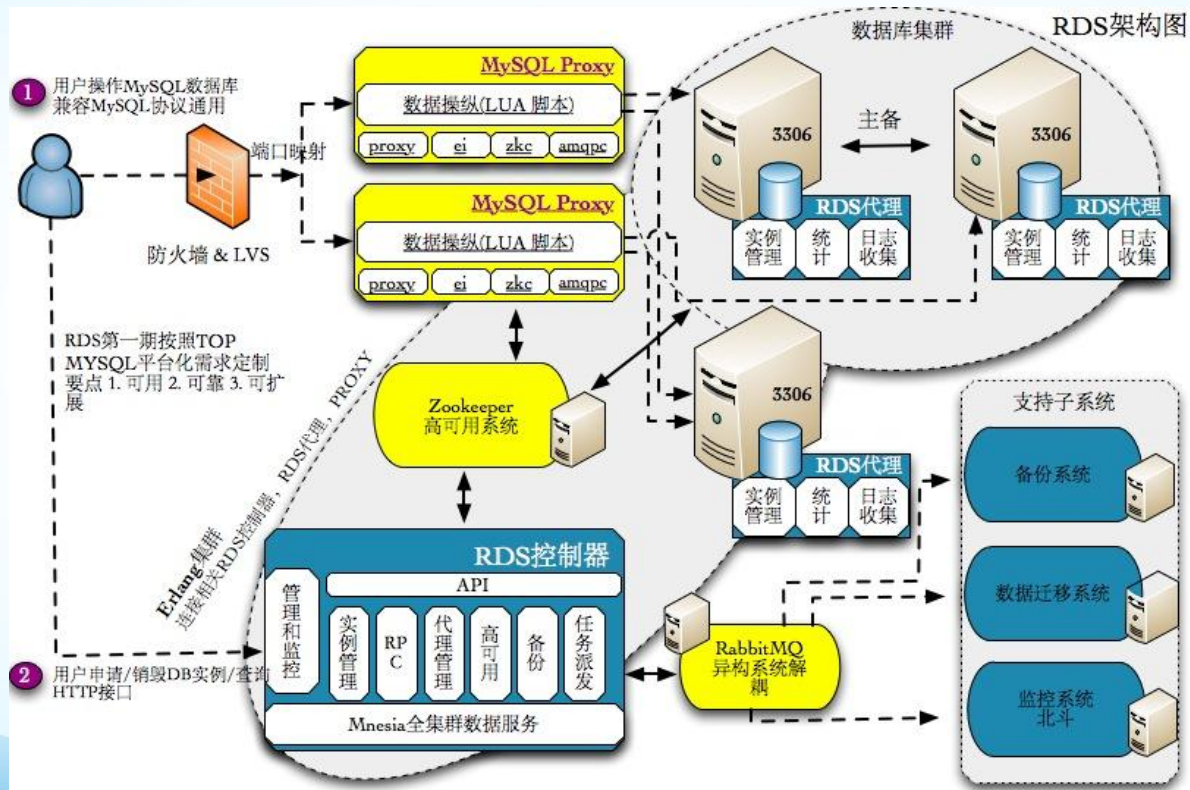 RDS架构图
1
用户操作MySQL数据库
兼容MySQL协议通用
端口映射
防火墙 & LVS
MySQL Proxy
数据操纵(LUA 脚本)
proxy
ei
zkc
amqpc
MySQL Proxy
数据操纵(LUA 脚本)
proxy
ei
zkc
amqpc
数据库集群
3306
主备
3306
RDS代理
实例
管理
统
计
日志
收集
RDS代理
实例
管理
统
计
日志
收集
3306
RDS代理
实例
管理
统
计
日志
收集
RDS第一期按照TOP
MYSQL平台化需求定制
要点 1. 可用 2. 可靠 3. 可扩
展
Zookeeper
高可用系统
Erlang集群
连接相关RDS控制器，RDS代理，PROXY
RDS控制器
管理和监控
API
实例管理
RP
C
代理管理
高可用
备份
任务派发
Mnesia全集群数据服务
2
用户申请/销毁DB实例/查询
HTTP接口
RabbitMQ
异构系统解
耦
支持子系统
备份系统
数据迁移系统
监控系统
北斗